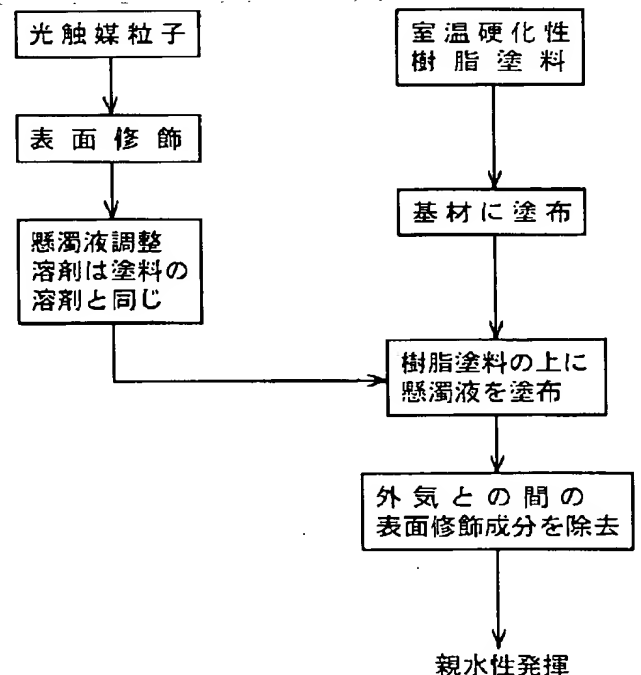 光触媒粒子
表面修飾
懸濁液調整
溶剤は塗料の
溶剤と同じ
室温硬化性
樹脂塗料
基材に塗布
樹脂塗料の上に
懸濁液を塗布
外気との間の
表面修飾成分を除去
親水性発揮